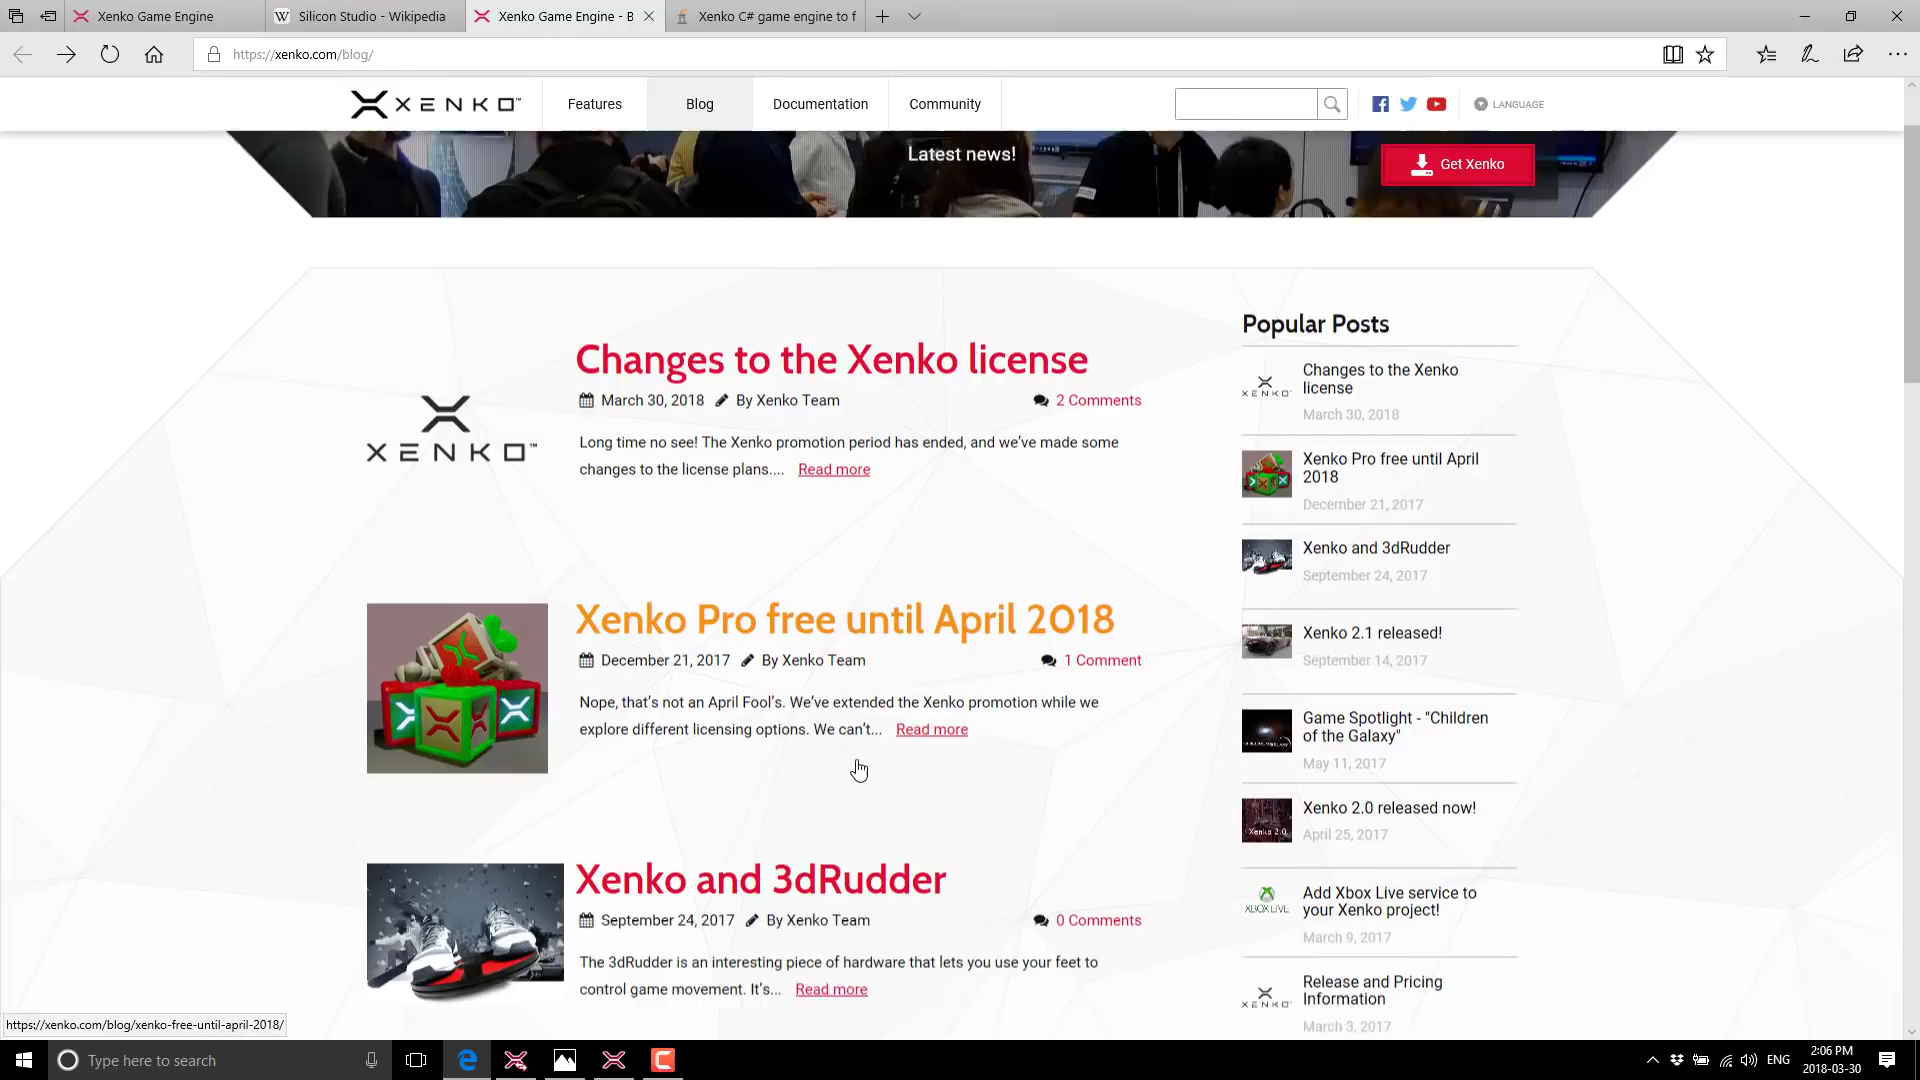 Xenko Game Engine
Silicon Studio - Wikipedia
Xenko Game Engine - B
Xenko C# game engine to f
https://xenko.com/blog/
XENKO™
Features
Blog
Documentation
Community
LANGUAGE
Latest news!
Get Xenko
Changes to the Xenko license
March 30, 2018 By Xenko Team
2 Comments
Long time no see! The Xenko promotion period has ended, and we've made some
changes to the license plans.... Read more
XENKO™
Xenko Pro free until April 2018
December 21, 2017 By Xenko Team
1 Comment
Nope, that's not an April Fool's. We've extended the Xenko promotion while we
explore different licensing options. We can't... Read more
Xenko and 3dRudder
September 24, 2017 By Xenko Team
0 Comments
The 3dRudder is an interesting piece of hardware that lets you use your feet to
control game movement. It's... Read more
Popular Posts
XENKO
Changes to the Xenko
license
March 30, 2018
Xenko Pro free until April
2018
December 21, 2017
Xenko and 3dRudder
September 24, 2017
Xenko 2.1 released!
September 14, 2017
Game Spotlight - "Children
of the Galaxy"
May 11, 2017
Xenko 2.0
Xenko 2.0 released now!
April 25, 2017
XBOX LIVE
Add Xbox Live service to
your Xenko project!
March 9, 2017
XENKO
Release and Pricing
Information
March 3, 2017
https://xenko.com/blog/xenko-free-until-april-2018/
Type here to search
ENG
2:06 PM
2018-03-30